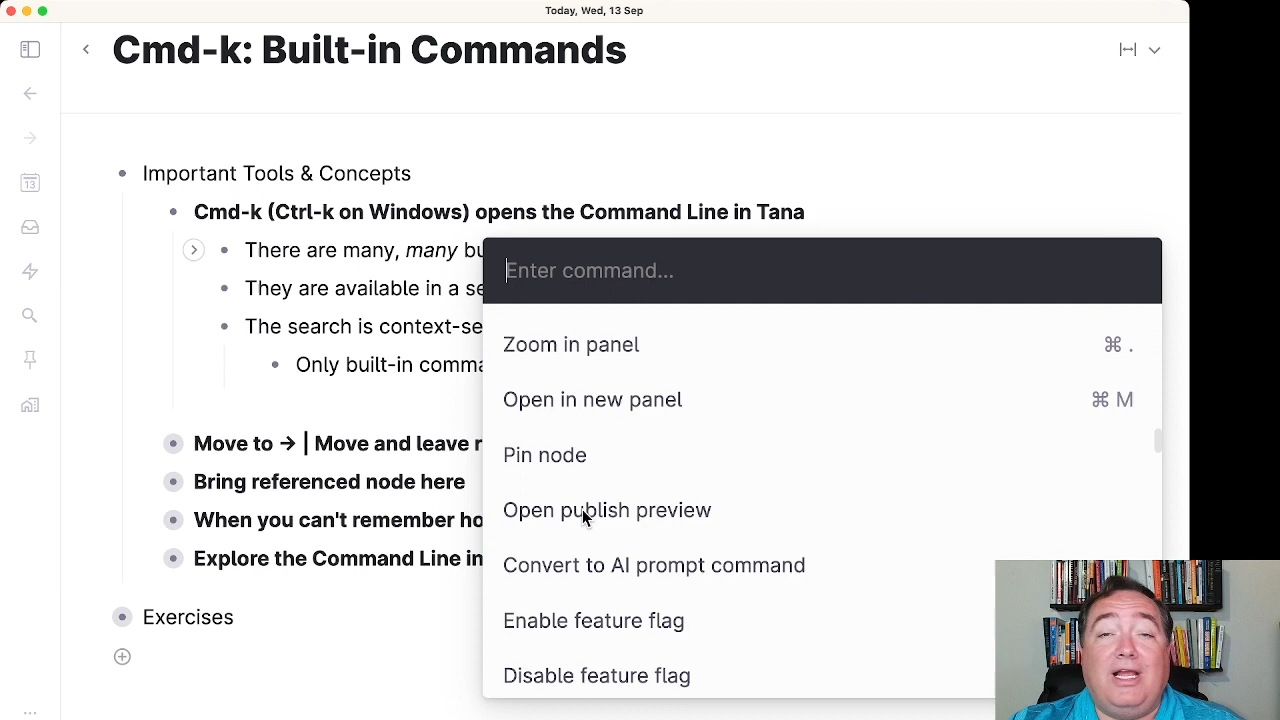 Today, Wed, 13 Sep
Cmd-k: Built-in Commands
13
Important Tools & Concepts
Cmd-k (Ctrl-k on Windows) opens the Command Line in Tana
There are many, many bu
They are available in a se
The search is context-se
Only built-in comma
Move to → | Move and leave r
Bring referenced node here
When you can't remember ho
Explore the Command Line in
Exercises
Enter command...
Zoom in panel ⌘ .
Open in new panel ⌘ M
Pin node
Open publish preview
Convert to AI prompt command
Enable feature flag
Disable feature flag